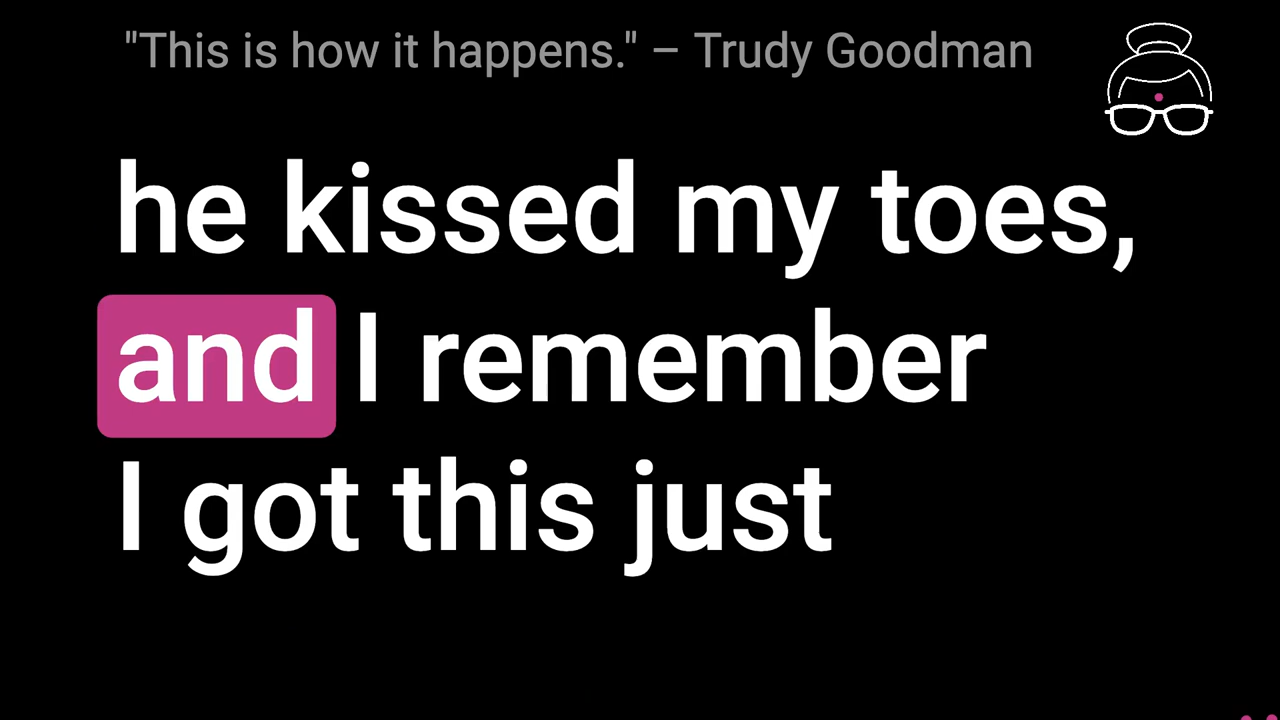 "This is how it happens." – Trudy Goodman
he kissed my toes,
and I remember
I got this just